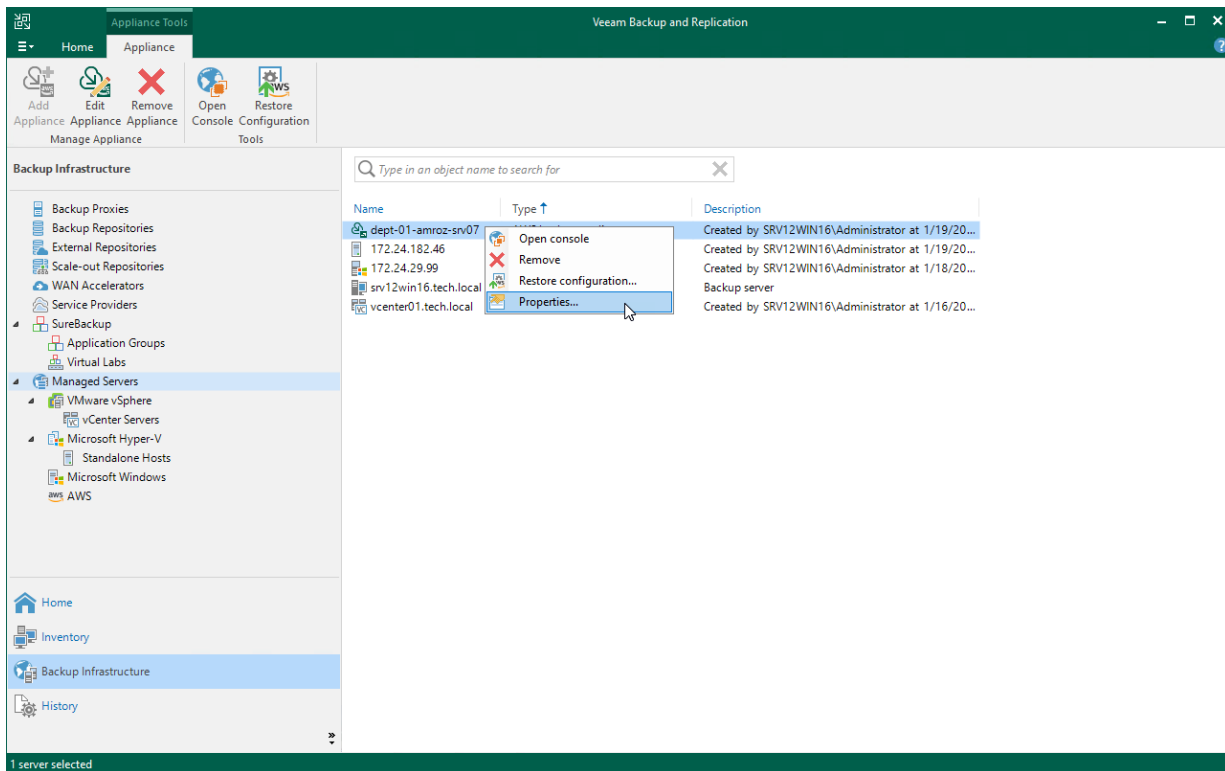 Appliance Tools
Veeam Backup and Replication
Home Appliance
Add Appliance
Edit Appliance
Remove Appliance
Open Console
Restore Configuration
Manage Appliance
Tools
Backup Infrastructure
Type in an object name to search for
Backup Proxies
Backup Repositories
External Repositories
Scale-out Repositories
WAN Accelerators
Service Providers
SureBackup
Application Groups
Virtual Labs
Managed Servers
VMware vSphere
vCenter Servers
Microsoft Hyper-V
Standalone Hosts
Microsoft Windows
aws AWS
Name Type Description
dept-01-amroz-srv07 Created by SRV12WIN16\Administrator at 1/19/20...
172.24.182.46 Created by SRV12WIN16\Administrator at 1/19/20...
172.24.29.99 Created by SRV12WIN16\Administrator at 1/18/20...
srv12win16.tech.local Backup server
vcenter01.tech.local Created by SRV12WIN16\Administrator at 1/16/20...
Open console
Remove
Restore configuration...
Properties...
Home
Inventory
Backup Infrastructure
History
1 server selected